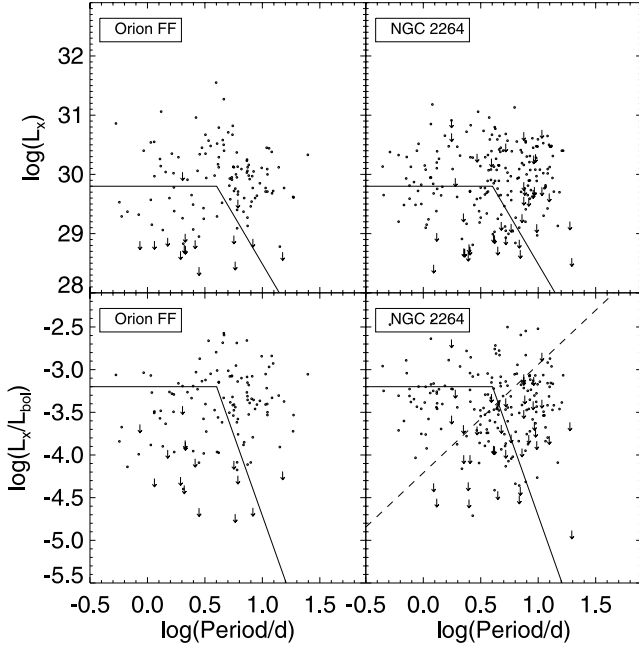 Orion FF
NGC 2264
log(Lx)
32
31
30
29
28
Orion FF
NGC 2264
log(Lx/Lbol)
-2.5
-3.0
-3.5
-4.0
-4.5
-5.0
-5.5
-0.5 0.0 0.5 1.0 1.5
-0.5 0.0 0.5 1.0 1.5
log(Period/d)
log(Period/d)